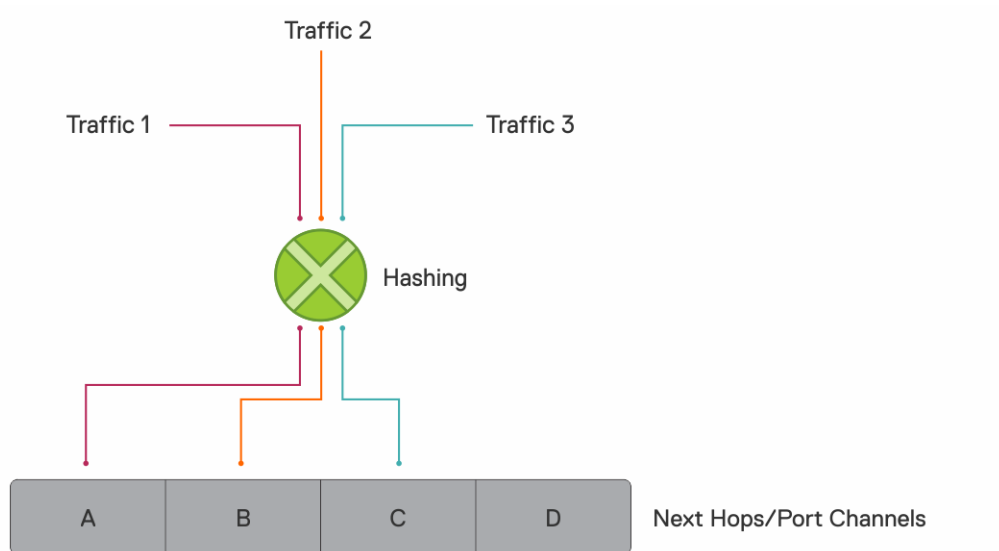 Traffic 2
Traffic 1
Traffic 3
Hashing
A
B
C
D
Next Hops/Port Channels